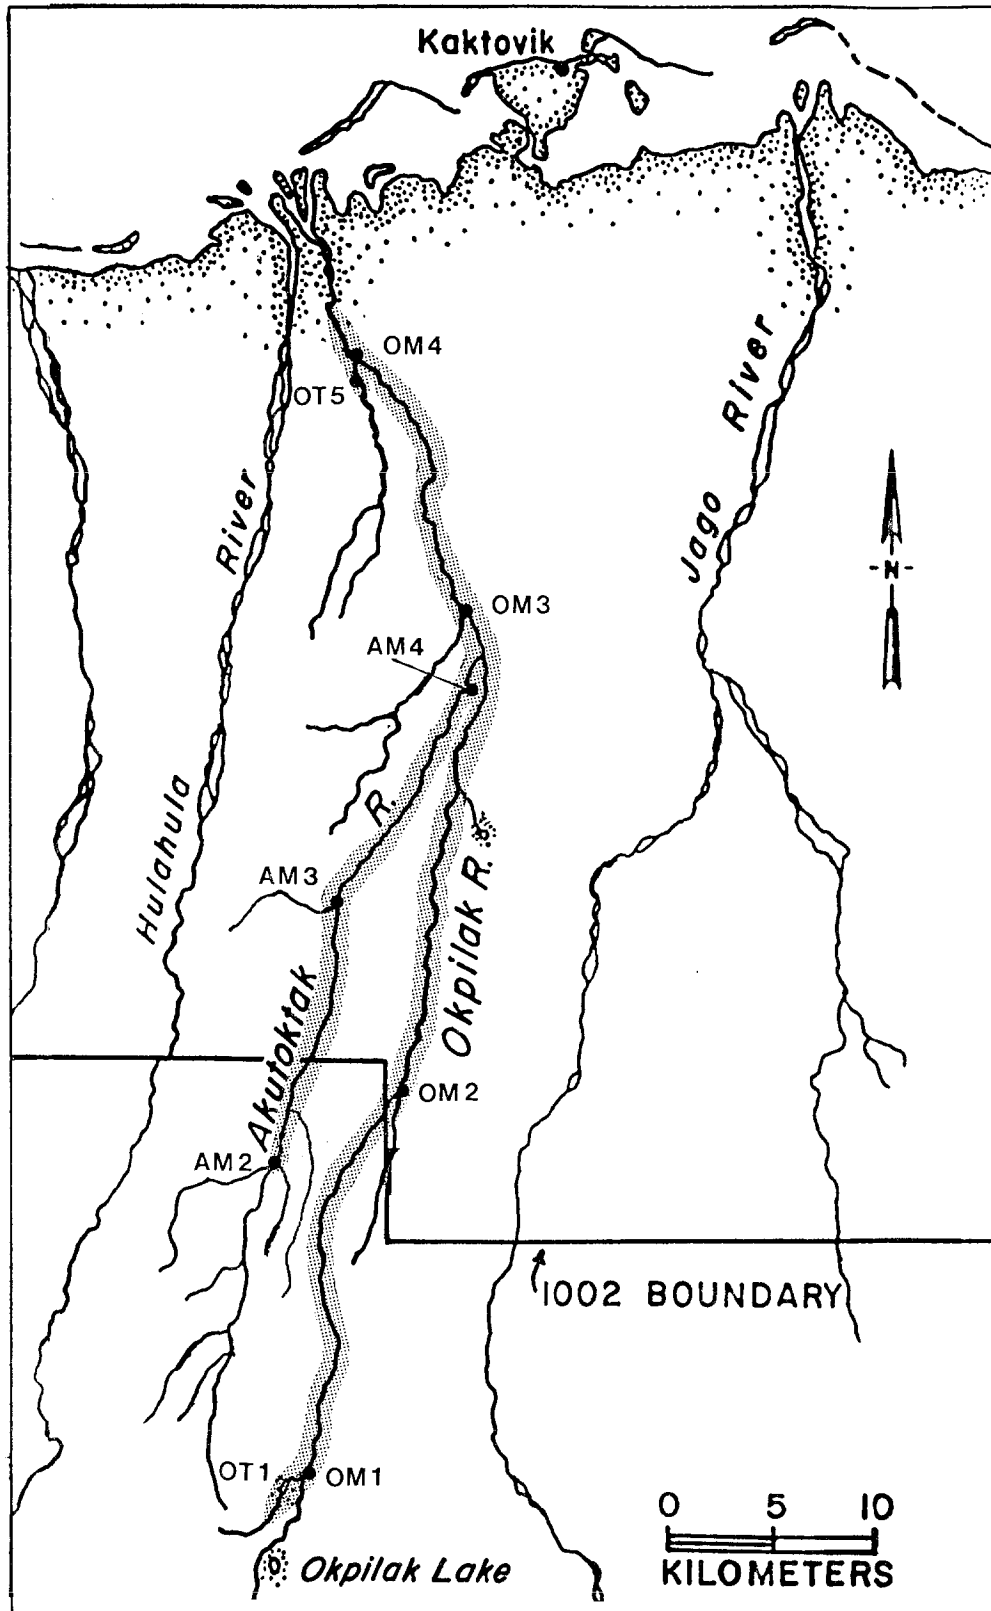 Kaktovik
OM4
OT5
River
Jago
River
-N-
OM3
AM4
Hulahula
R.
AM3
Okpilak R.
Akutoktak
OM2
AM2
1002 BOUNDARY
OT1
OM1
0 5 10
KILOMETERS
Okpilak Lake